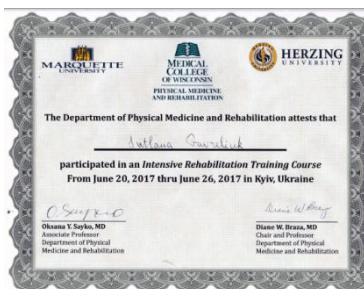 MARQUETTE
UNIVERSITY
MEDICAL
COLLEGE
OF WISCONSIN
PHYSICAL MEDICINE
AND REHABILITATION
HERZING
UNIVERSITY
The Department of Physical Medicine and Rehabilitation attests that
participated in an Intensive Rehabilitation Training Course
From June 20, 2017 thru June 26, 2017 in Kyiv, Ukraine
Oksana Y. Sayko, MD
Associate Professor
Department of Physical
Medicine and Rehabilitation
Diane W. Braza, MD
Chair and Professor
Department of Physical
Medicine and Rehabilitation